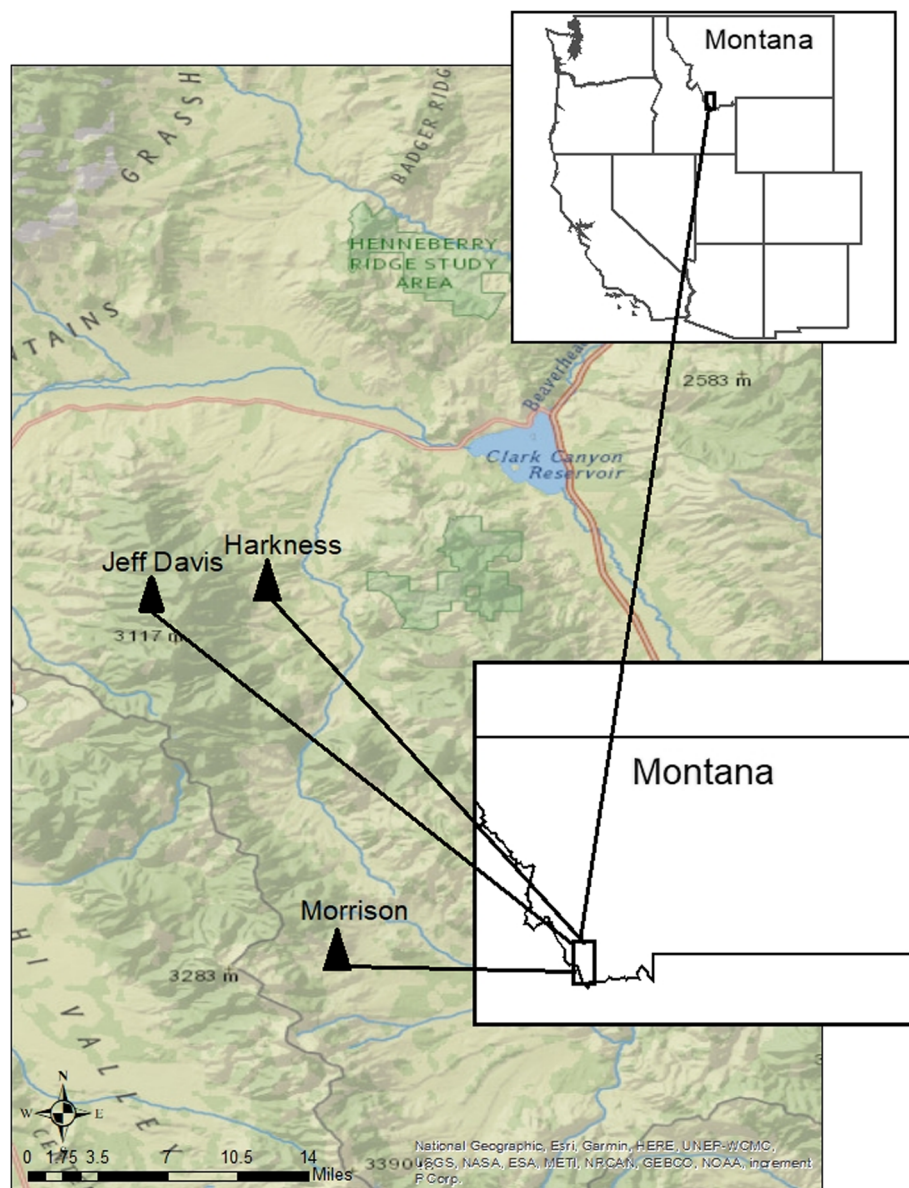 Montana
GRASSH
BADGER RIDG
HENNEBERRY
RIDGE STUDY
AREA
NTAINS
Beaverhea
2583 m
Clark Canyon
Reservoir
Jeff Davis
Harkness
3117 m
Montana
Morrison
3283 m
HI VALLEY
N
W
E
S
0 1.75 3.5 7 10.5 14
Miles
National Geographic, Esri, Garmin, HERE, UNEP-WCMC,
USGS, NASA, ESA, METI, NRCAN, GEBCO, NOAA, increment
P Corp.